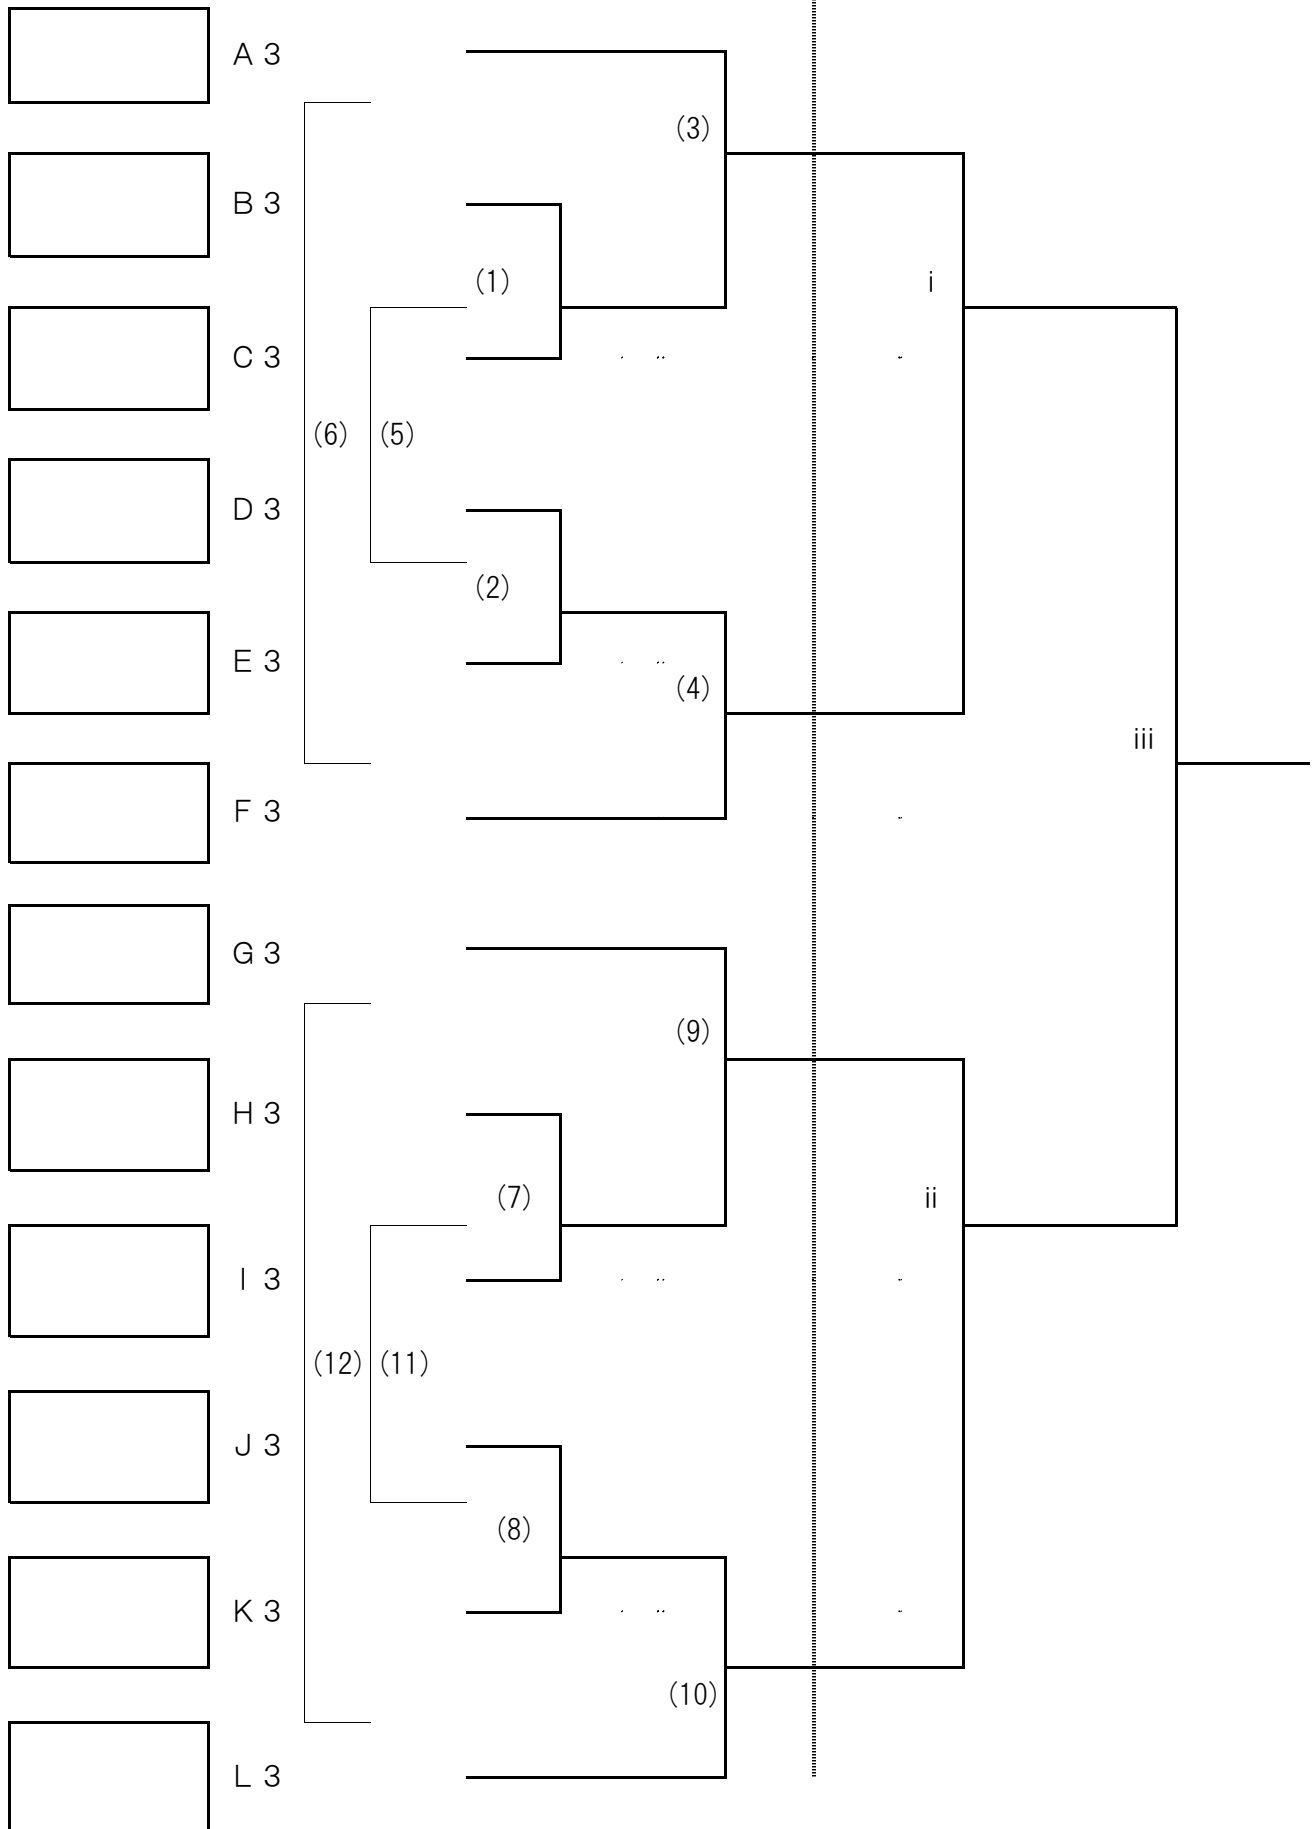 A 3
(3)
B 3
(1)
i
C 3
(6) (5)
D 3
(2)
E 3
(4)
iii
F 3
G 3
(9)
H 3
(7)
ii
I 3
(12) (11)
J 3
(8)
K 3
(10)
L 3